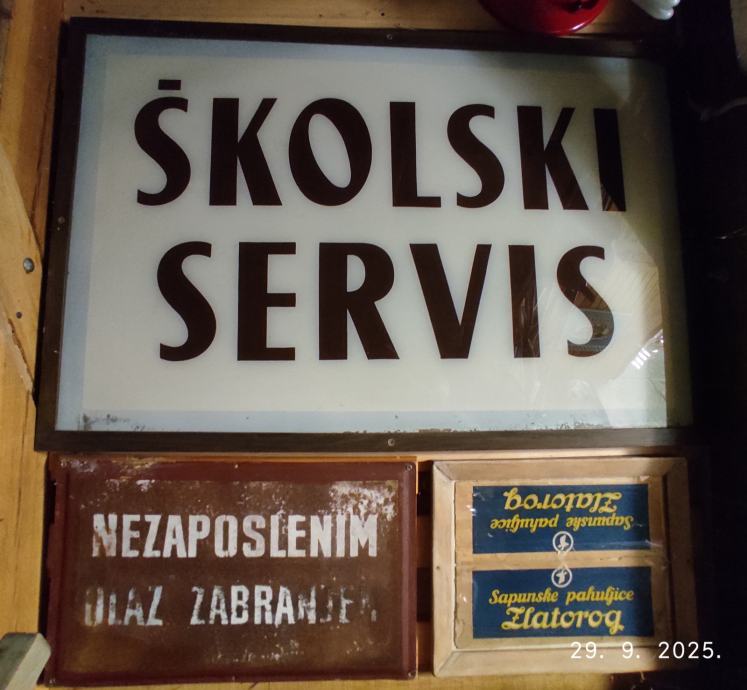 ŠKOLSKI
SERVIS
NEZAPOSLENIM
ULAZ ZABRANJEN
Zlatorog
Sapunske pahuljice
Sapunske pahuljice
Zlatorog
29. 9. 2025.